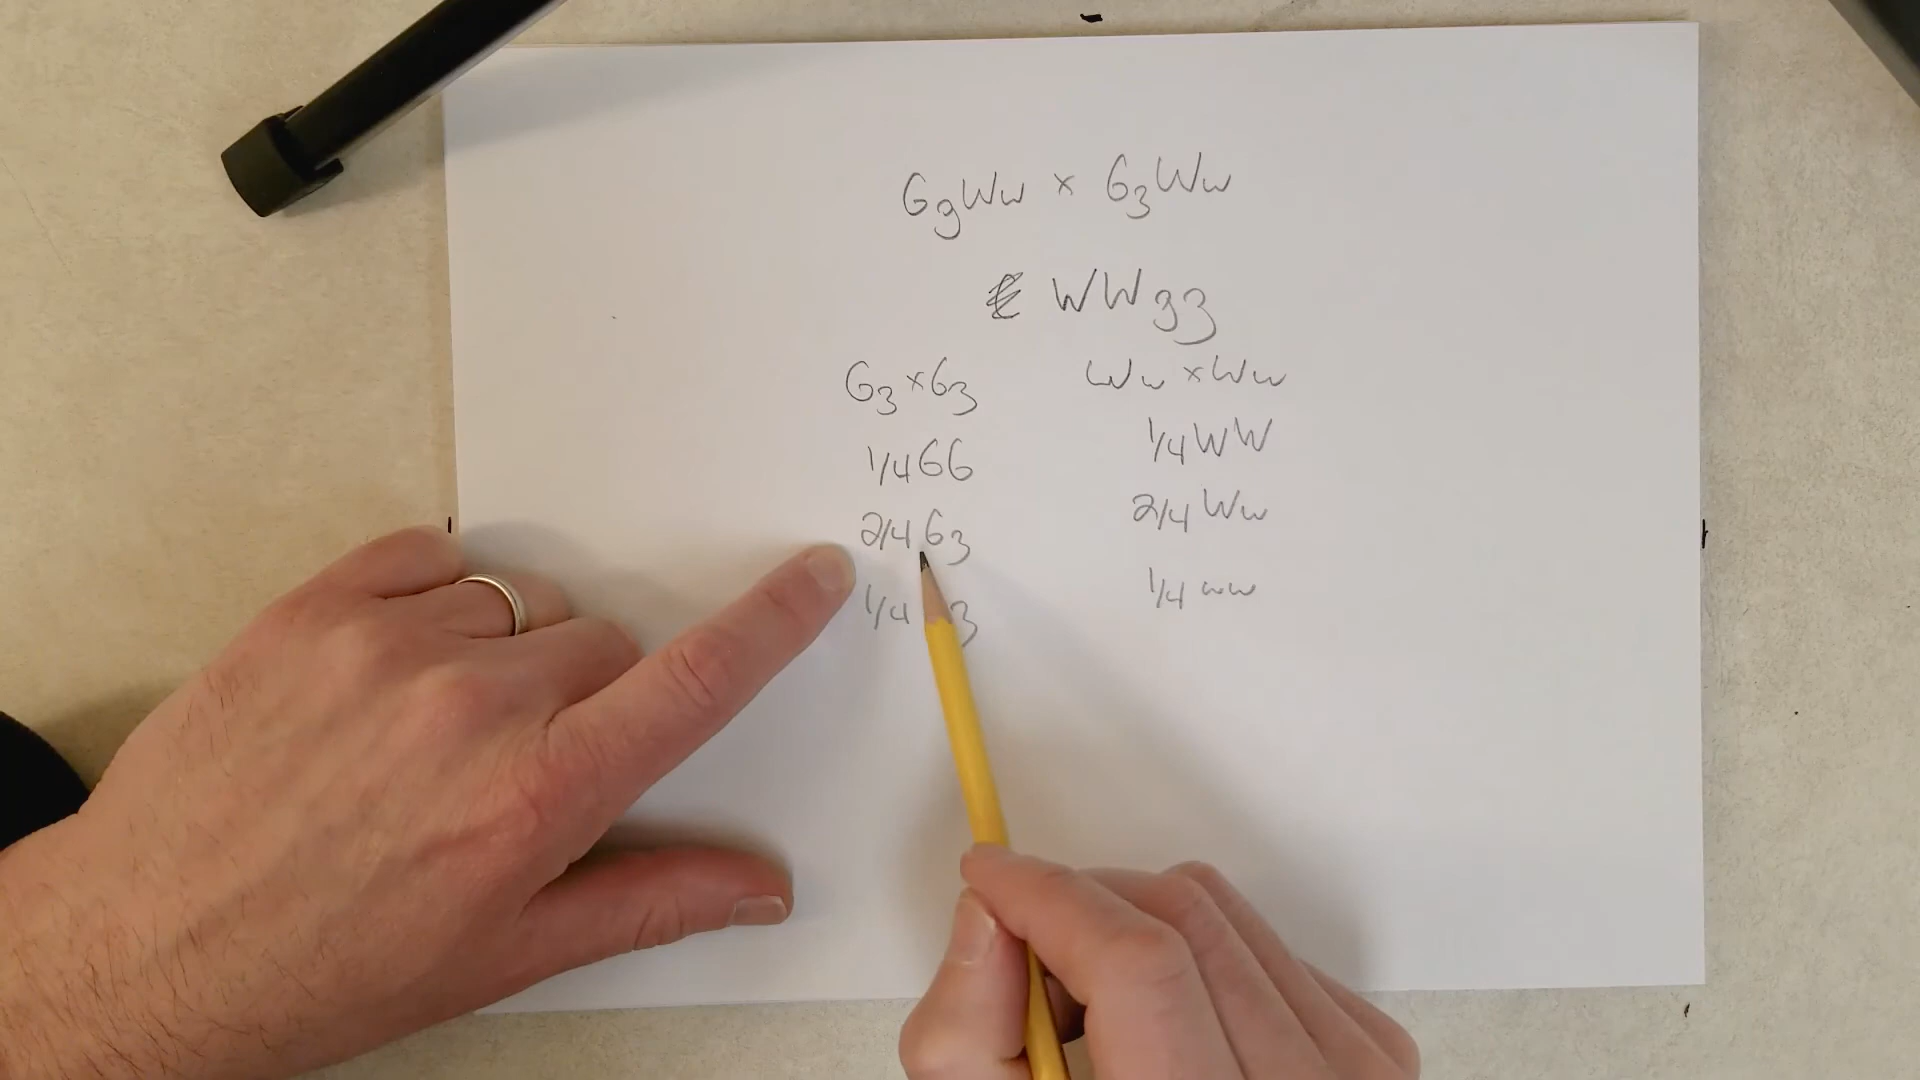 GgWw × GgWw
WWgg
Gg × Gg
1/4 GG
2/4 Gg
1/4
Ww × Ww
1/4 WW
2/4 Ww
1/4 ww